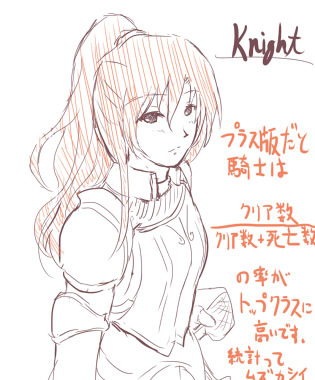 Knight
プラス版だと
騎士は
クリア数
クリア数+死亡数
の率が
トップクラスに
高いです.
統計って
ムズカシイ